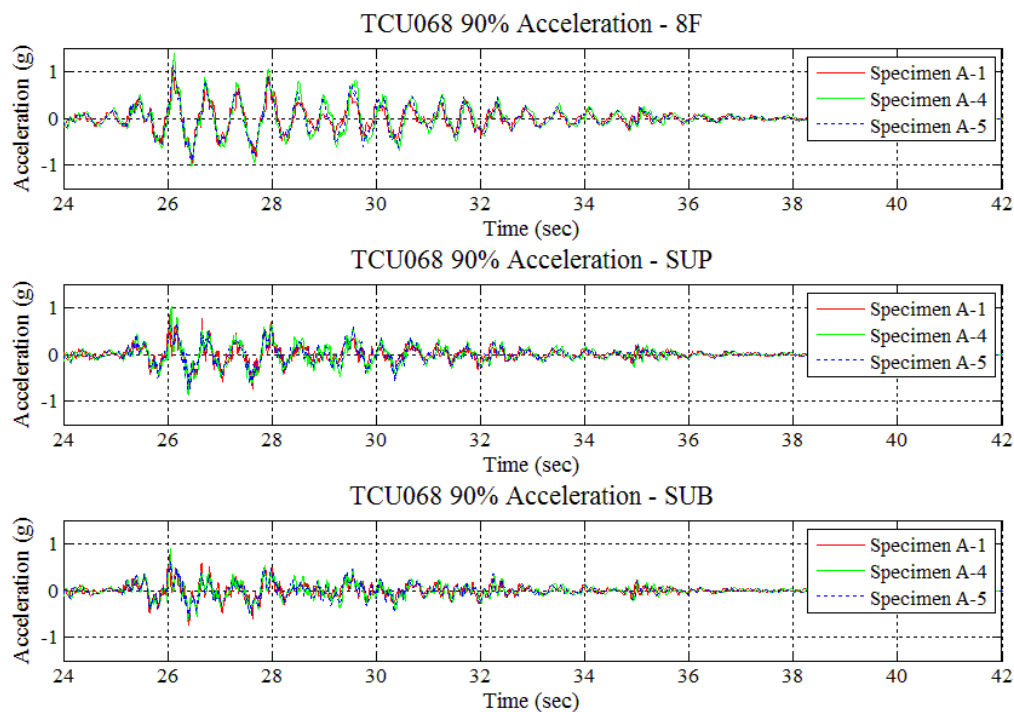 TCU068 90% Acceleration - 8F
Acceleration (g)
1
0
-1
Specimen A-1
Specimen A-4
Specimen A-5
24 26 28 30 32 34 36 38 40 42
Time (sec)
TCU068 90% Acceleration - SUP
Acceleration (g)
1
0
-1
Specimen A-1
Specimen A-4
Specimen A-5
24 26 28 30 32 34 36 38 40 42
Time (sec)
TCU068 90% Acceleration - SUB
Acceleration (g)
1
0
-1
Specimen A-1
Specimen A-4
Specimen A-5
24 26 28 30 32 34 36 38 40 42
Time (sec)